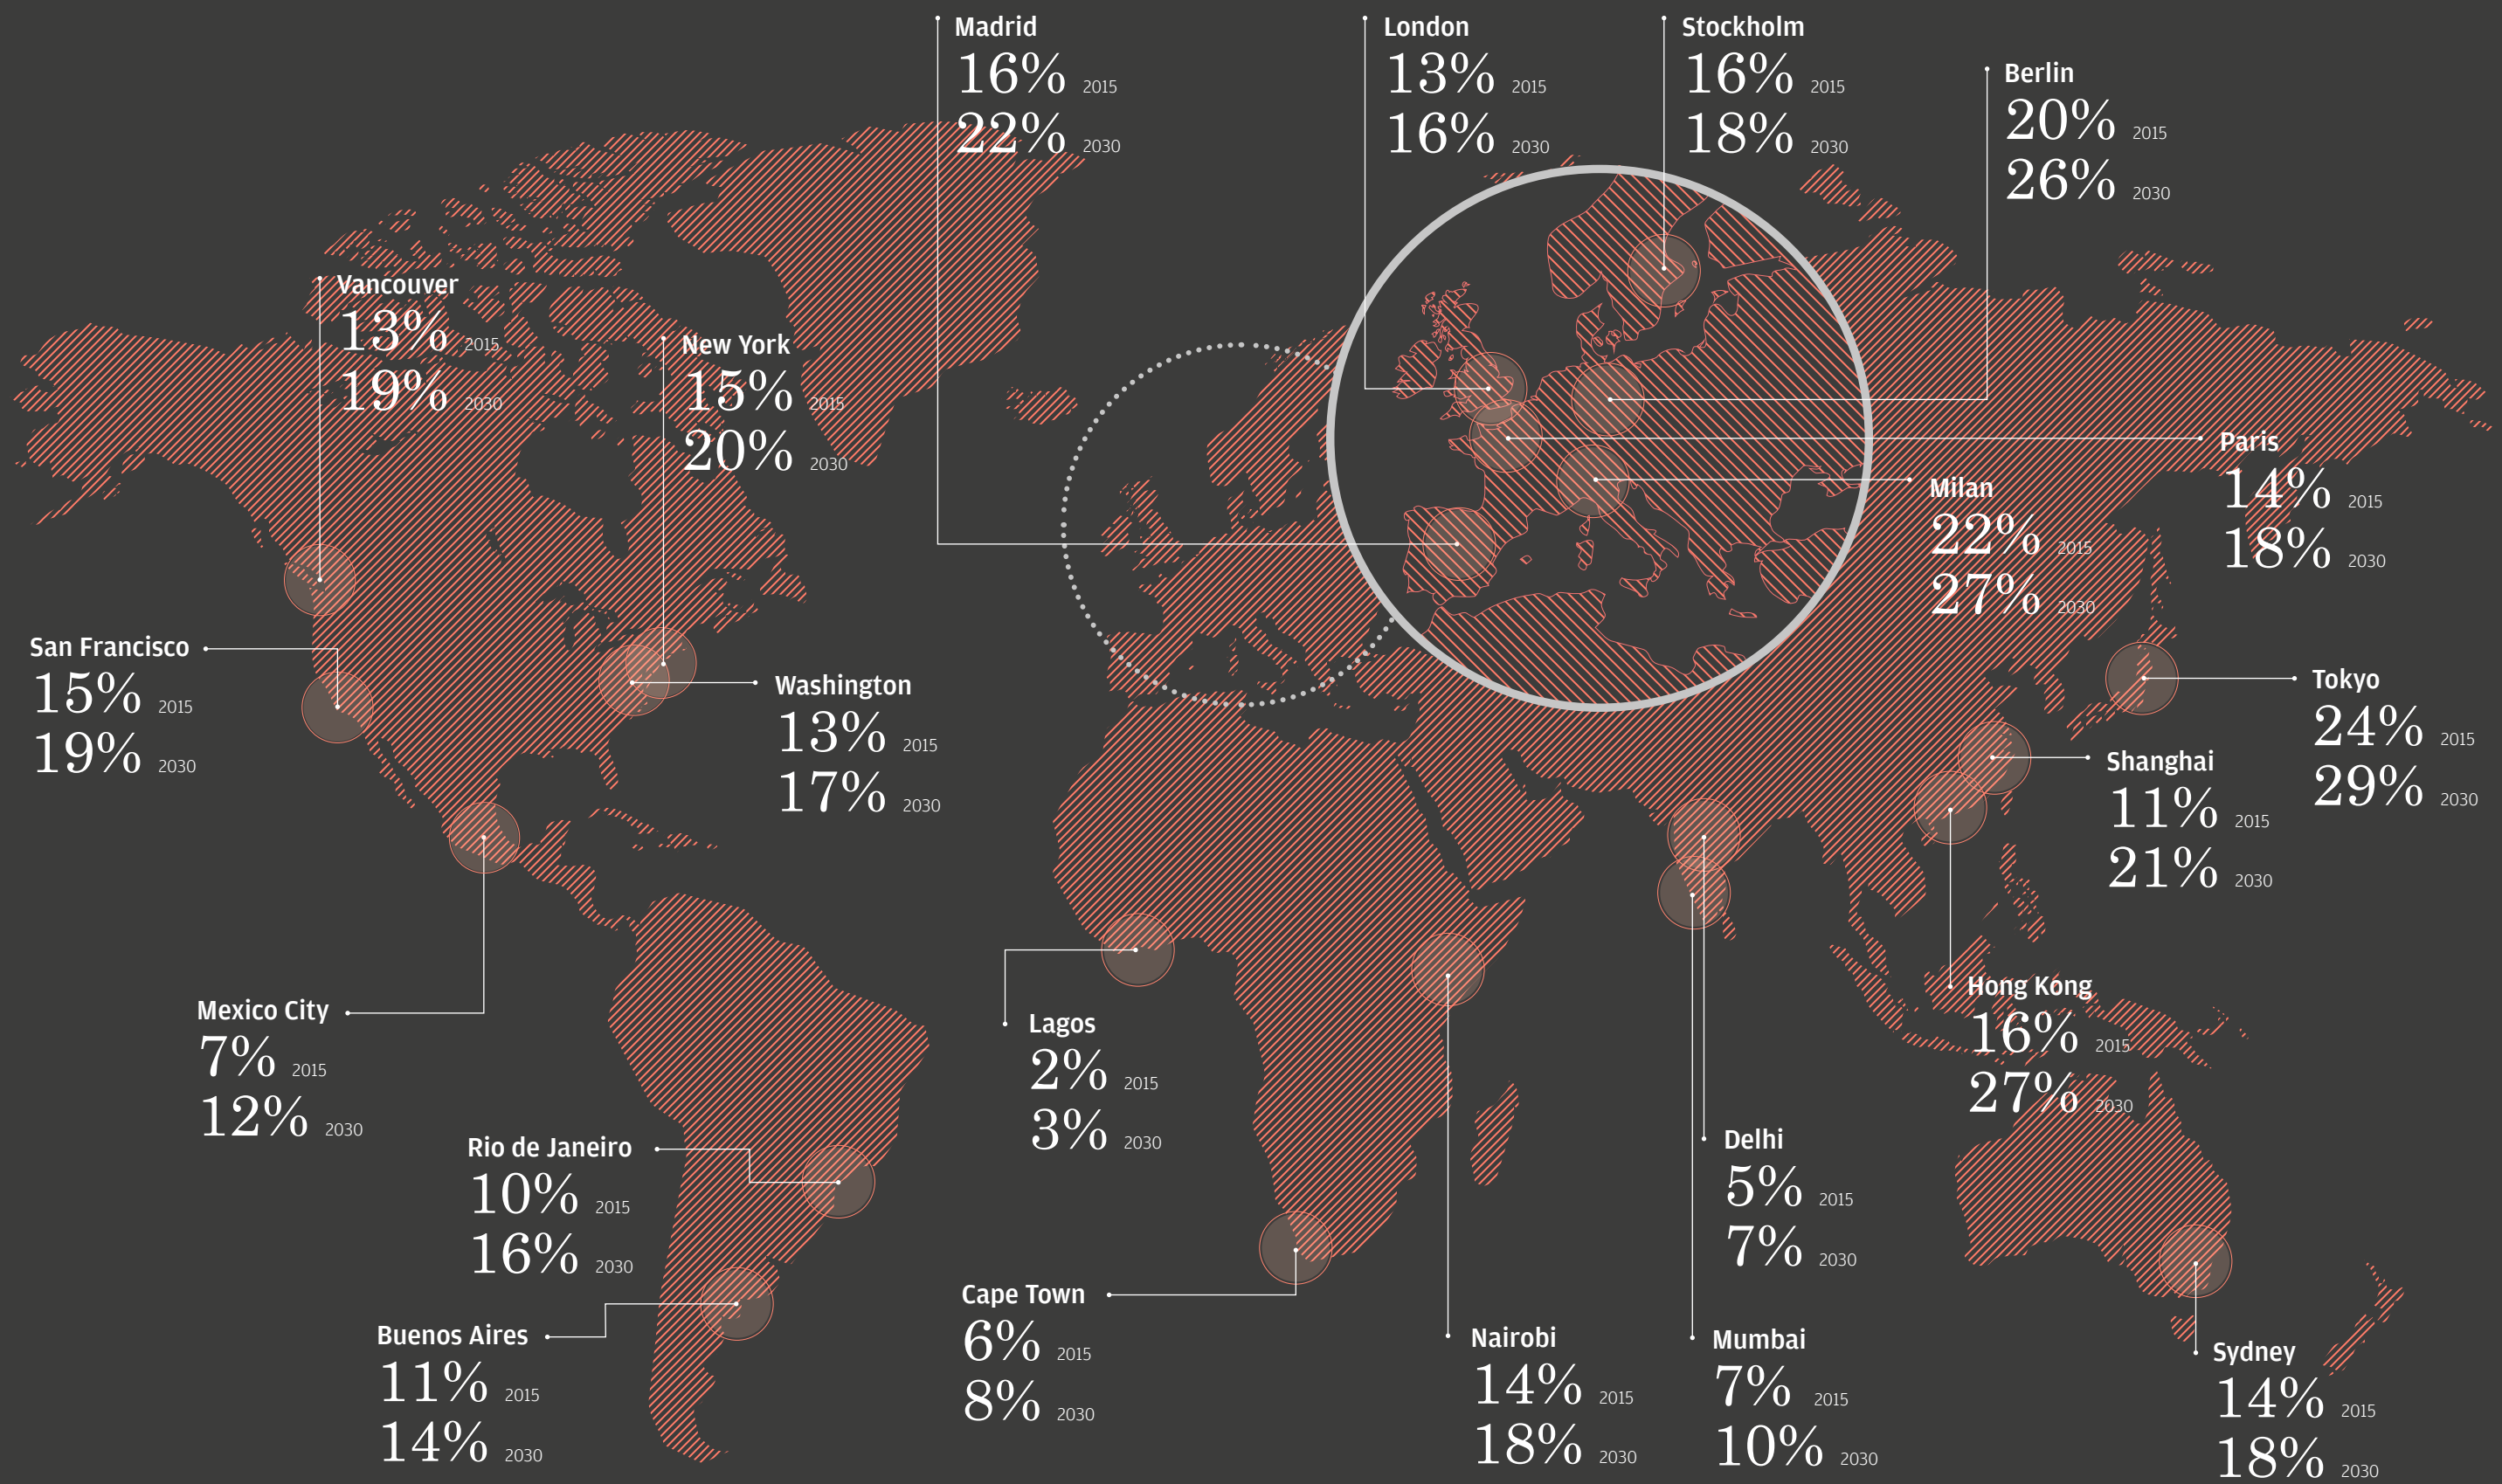 Madrid
16% 2015
22% 2030
London
13% 2015
16% 2030
Stockholm
16% 2015
18% 2030
Berlin
20% 2015
26% 2030
Vancouver
13% 2015
19% 2030
New York
15% 2015
20% 2030
Paris
14% 2015
18% 2030
Milan
22% 2015
27% 2030
San Francisco
15% 2015
19% 2030
Washington
13% 2015
17% 2030
Tokyo
24% 2015
29% 2030
Shanghai
11% 2015
21% 2030
Hong Kong
16% 2015
27% 2030
Mexico City
7% 2015
12% 2030
Lagos
2% 2015
3% 2030
Rio de Janeiro
10% 2015
16% 2030
Delhi
5% 2015
7% 2030
Cape Town
6% 2015
8% 2030
Buenos Aires
11% 2015
14% 2030
Nairobi
14% 2015
18% 2030
Mumbai
7% 2015
10% 2030
Sydney
14% 2015
18% 2030